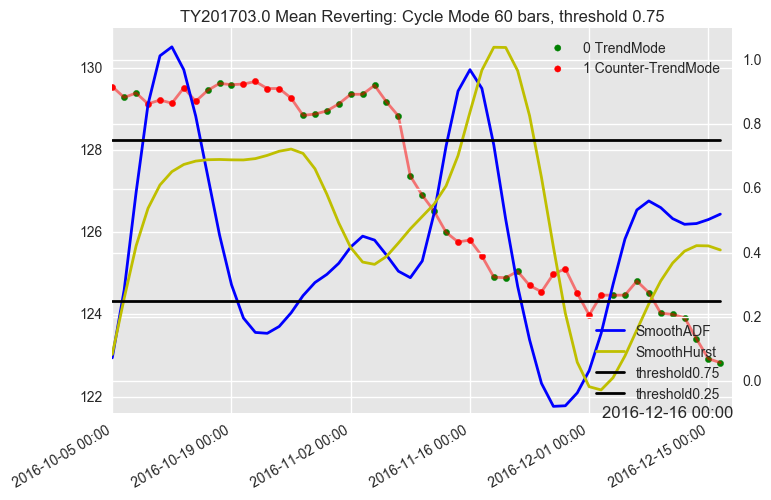 TY201703.0 Mean Reverting: Cycle Mode 60 bars, threshold 0.75
0 TrendMode
1 Counter-TrendMode
130
128
126
124
122
1.0
0.8
0.6
0.4
0.2
0.0
SmoothADF
SmoothHurst
threshold0.75
threshold0.25
2016-12-16 00:00
2016-10-05 00:00
2016-10-19 00:00
2016-11-02 00:00
2016-11-16 00:00
2016-12-01 00:00
2016-12-15 00:00